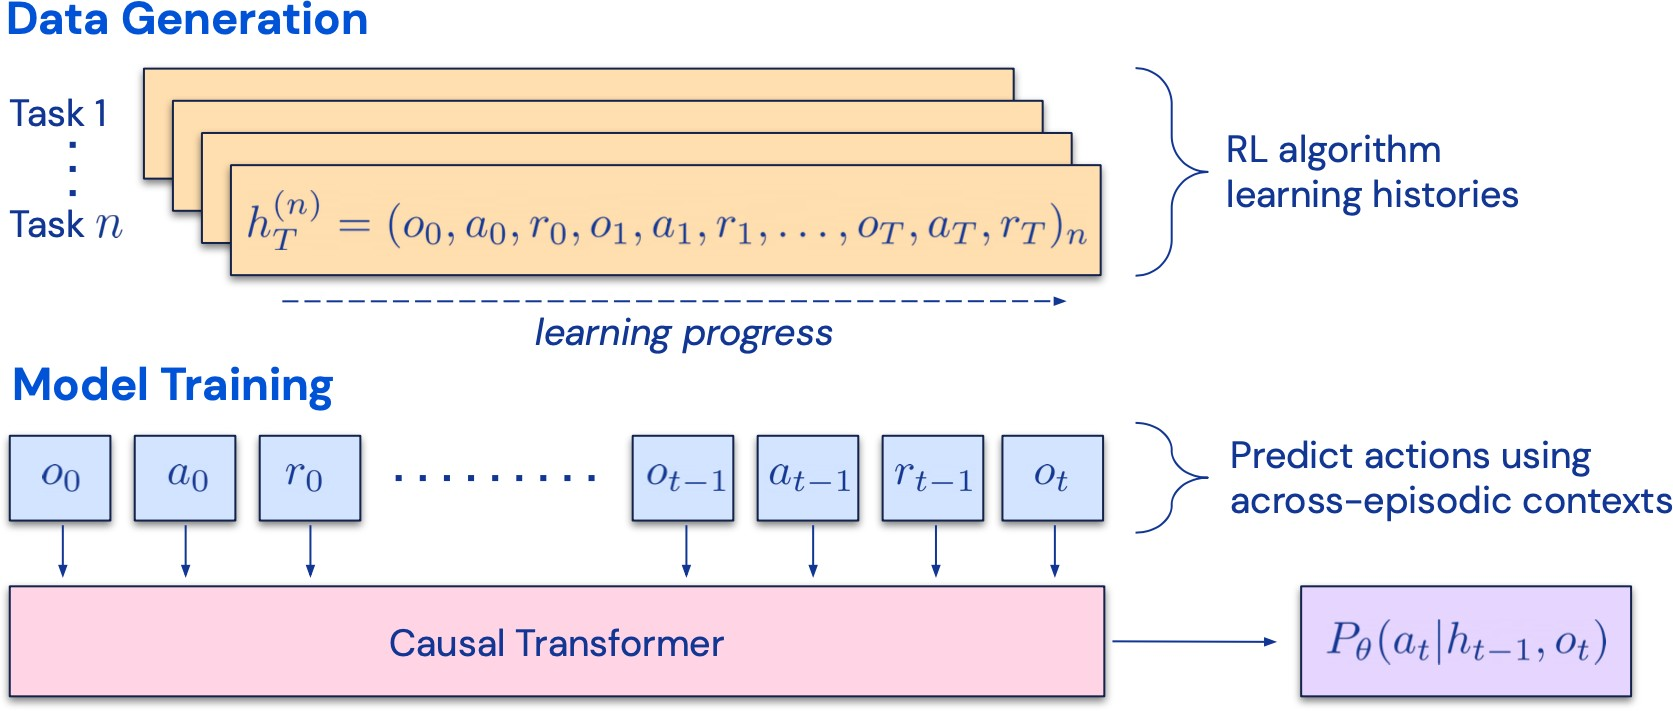 Data Generation
Task 1
⋮
Task n
h_T^{(n)} = (o_0, a_0, r_0, o_1, a_1, r_1, ..., o_T, a_T, r_T)_n
RL algorithm
learning histories
learning progress
Model Training
o_0 a_0 r_0 ......... o_{t-1} a_{t-1} r_{t-1} o_t
Predict actions using
across-episodic contexts
Causal Transformer
P_θ(a_t|h_{t-1}, o_t)